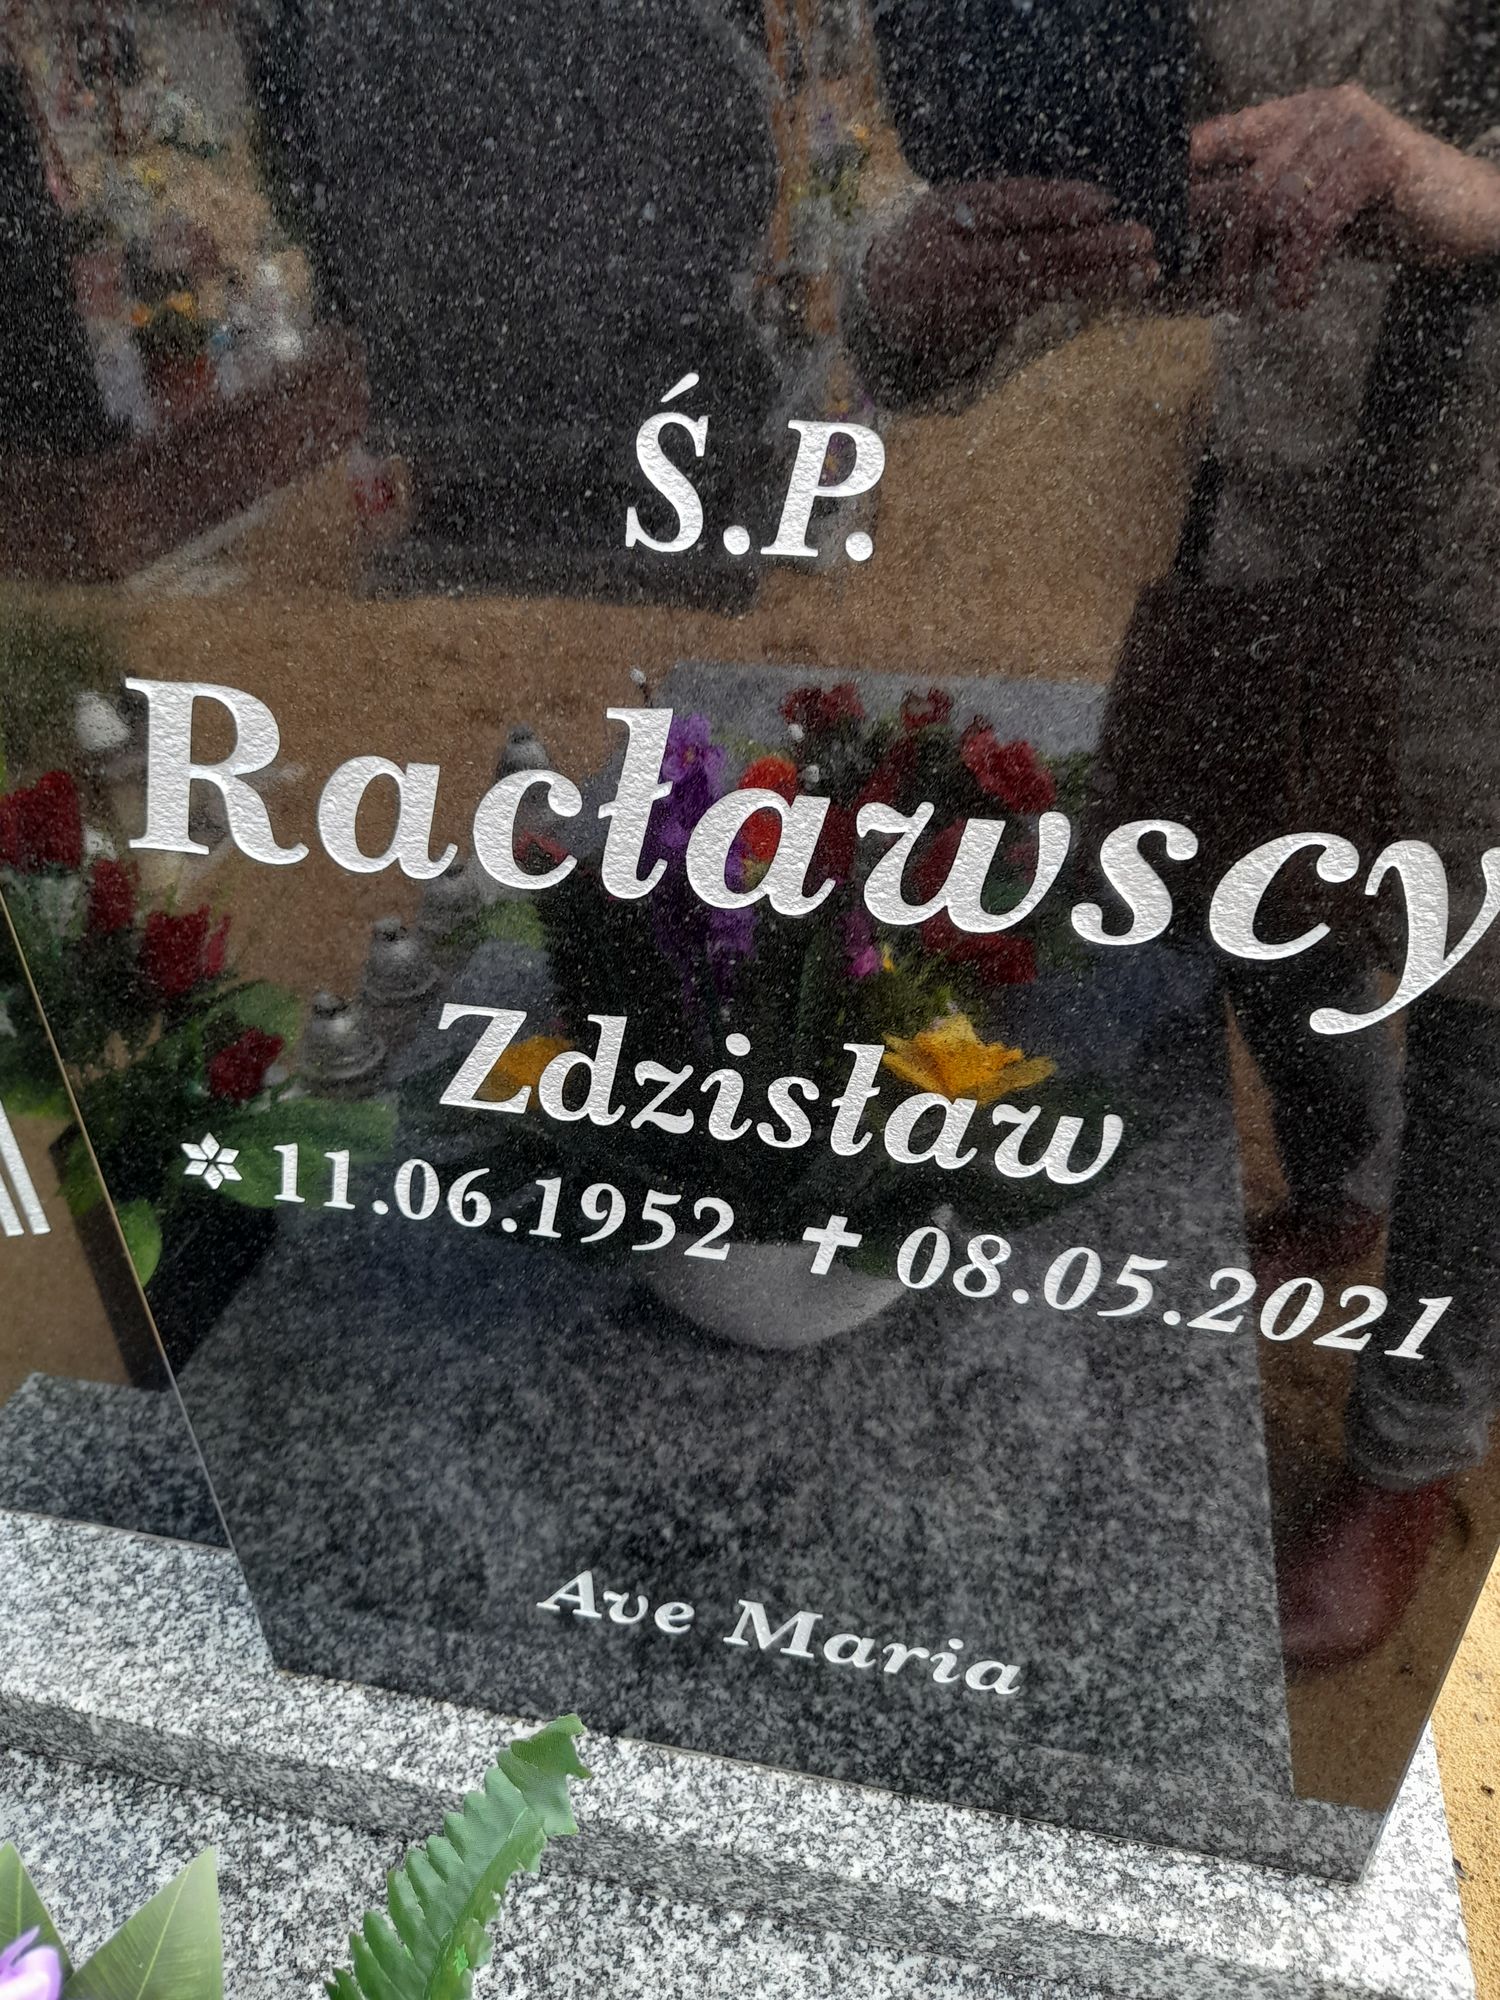 Ś.P.
Racławscy
Zdzisław
11.06.1952 ✝ 08.05.2021
Ave Maria